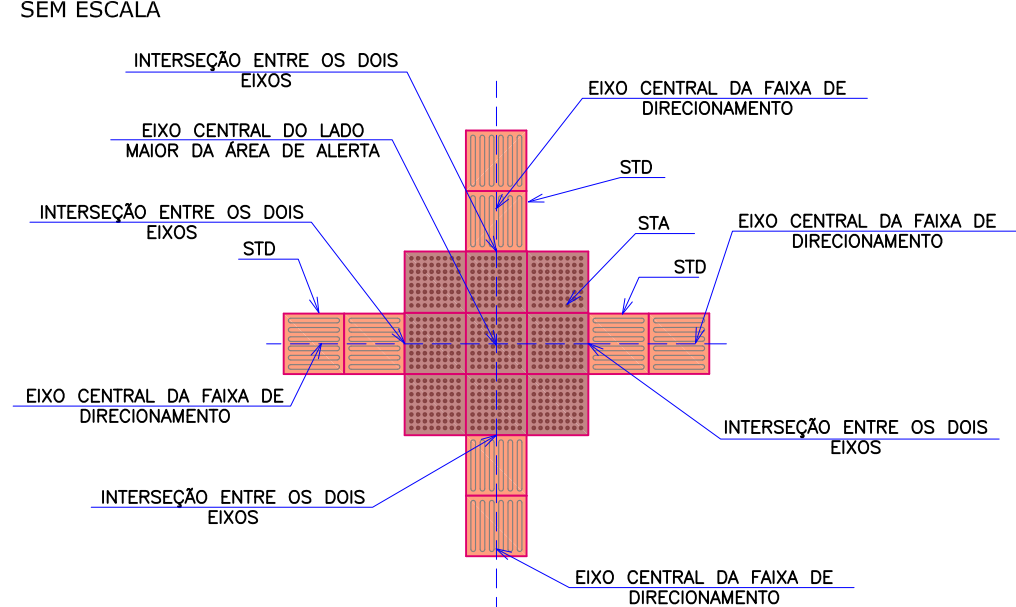 SEM ESCALA
INTERSEÇÃO ENTRE OS DOIS
EIXOS
EIXO CENTRAL DA FAIXA DE
DIRECIONAMENTO
EIXO CENTRAL DO LADO
MAIOR DA ÁREA DE ALERTA
STD
INTERSEÇÃO ENTRE OS DOIS
EIXOS
STA
EIXO CENTRAL DA FAIXA DE
DIRECIONAMENTO
STD
STD
EIXO CENTRAL DA FAIXA DE
DIRECIONAMENTO
INTERSEÇÃO ENTRE OS DOIS
EIXOS
INTERSEÇÃO ENTRE OS DOIS
EIXOS
EIXO CENTRAL DA FAIXA DE
DIRECIONAMENTO